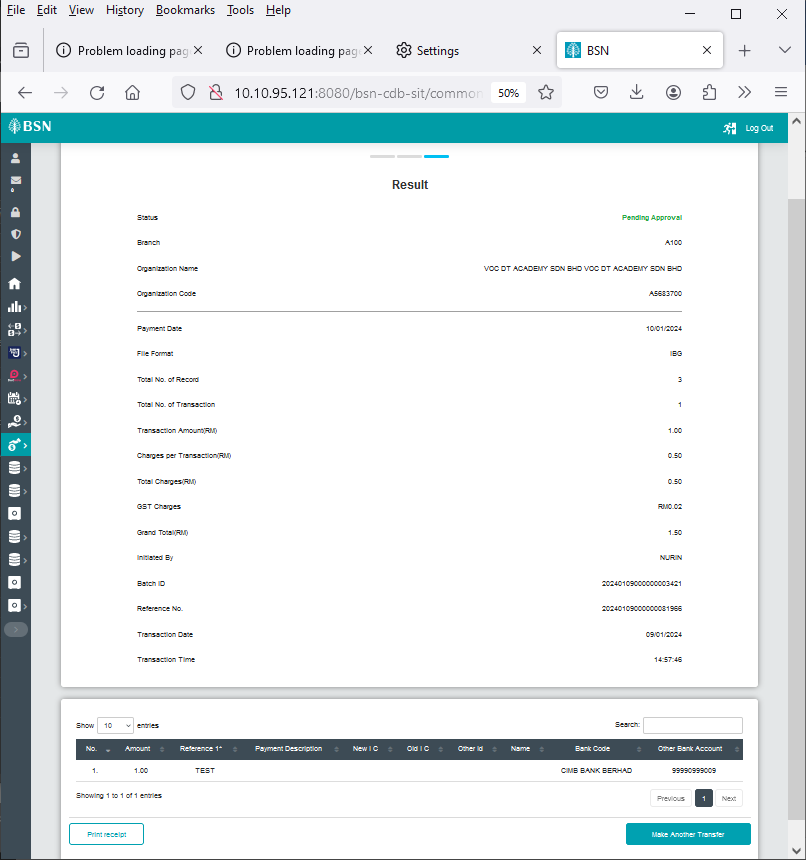 File Edit View History Bookmarks Tools Help
Problem loading pag Problem loading pag Settings BSN
10.10.95.121:8080/bsn-cdb-sit/common 50%
BSN Log Out
Result
Status Pending Approval
Branch A100
Organization Name VCC DT ACADEMY SDN BHD VCC DT ACADEMY SDN BHD
Organization Code A5683700
Payment Date 10/01/2024
File Format IBG
Total No. of Record 3
Total No. of Transaction 1
Transaction Amount(RM) 1.00
Charges per Transaction(RM) 0.50
Total Charges(RM) 0.50
GST Charges RM0.02
Grand Total(RM) 1.50
Initiated By NURIN
Batch ID 20240109000000003421
Reference No. 20240109000000081966
Transaction Date 09/01/2024
Transaction Time 14:57:46
Show 10 entries Search:
No. Amount Reference 1* Payment Description New I C Old I C Other Id Name Bank Code Other Bank Account
1. 1.00 TEST CIMB BANK BERHAD 99990999009
Showing 1 to 1 of 1 entries Previous 1 Next
Print receipt Make Another Transfer